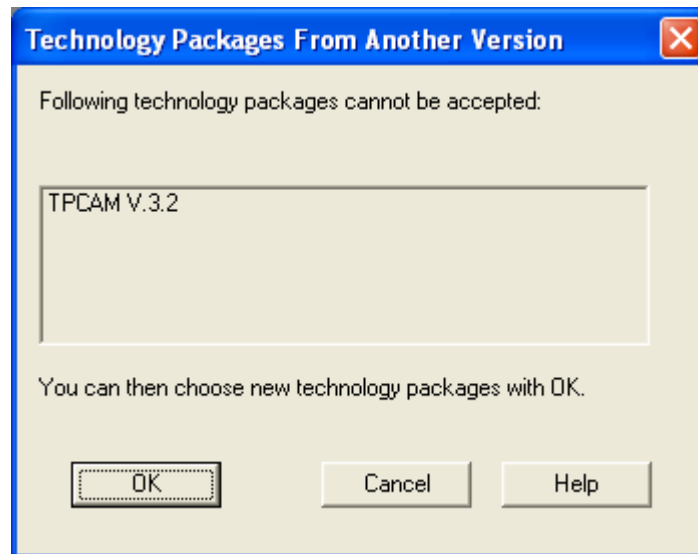 Technology Packages From Another Version
Following technology packages cannot be accepted:
TPCAM V.3.2
You can then choose new technology packages with OK.
OK Cancel Help